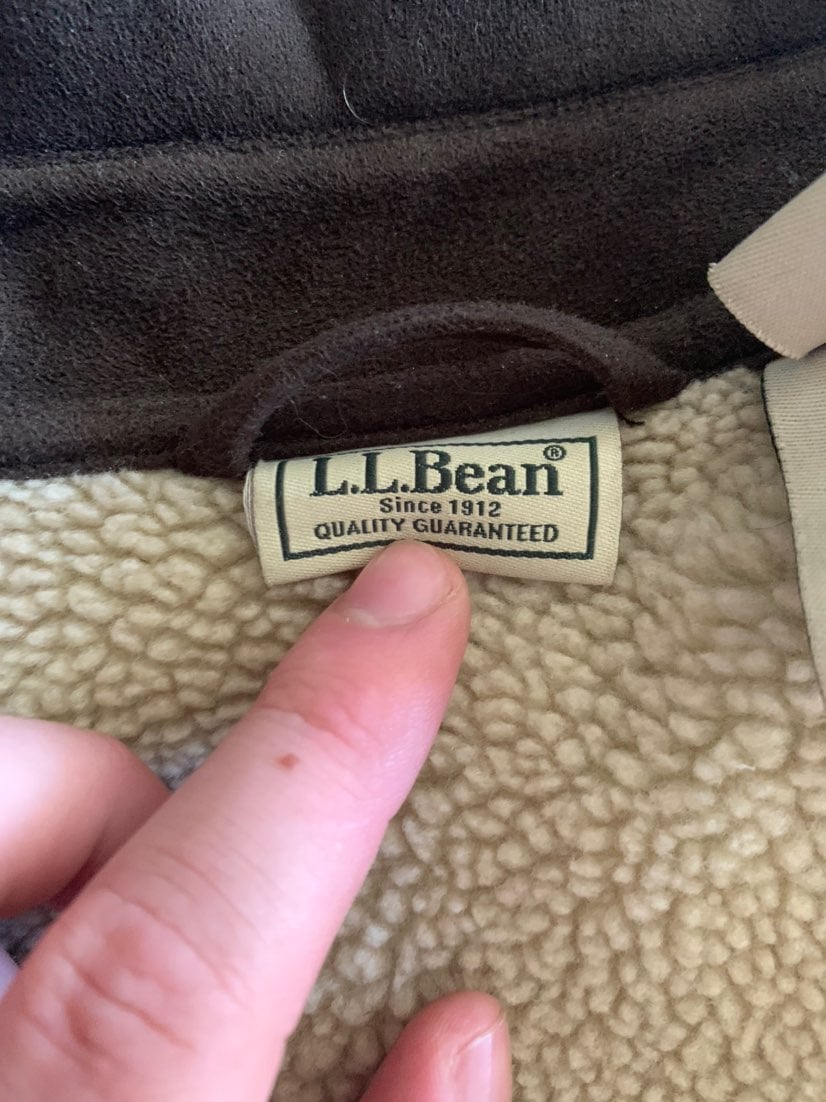 L.L.Bean®
Since 1912
QUALITY GUARANTEED